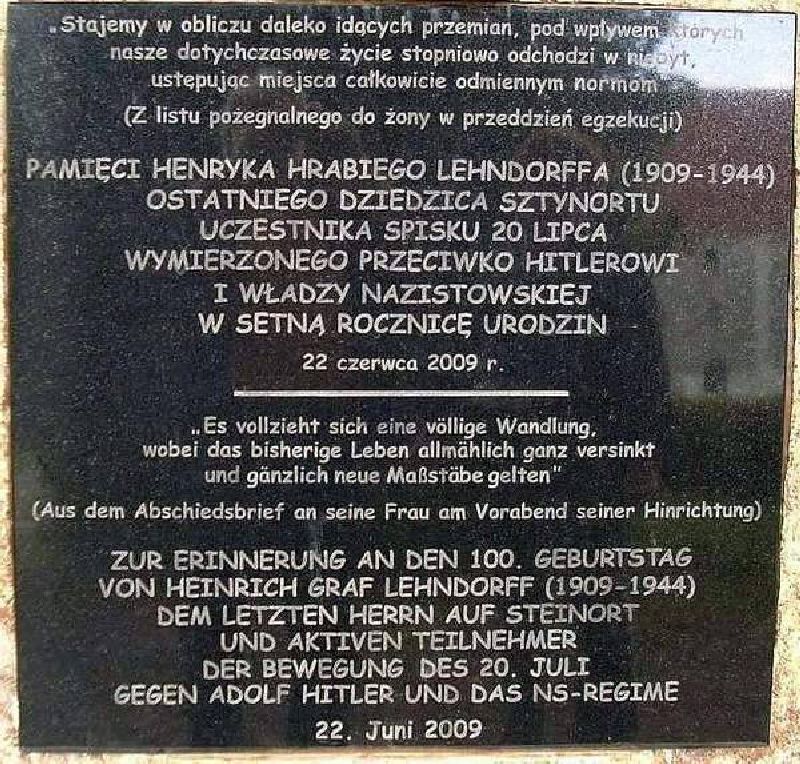 „Stajemy w obliczu daleko idących przemian, pod wpływem których
nasze dotychczasowe życie stopniowo odchodzi w niebyt,
ustępując miejsca całkowicie odmiennym normom
(Z listu pożegnalnego do żony w przeddzień egzekucji)
PAMIĘCI HENRYKA HRABIEGO LEHNDORFFA (1909-1944)
OSTATNIEGO DZIEDZICA SZTYNORTU
UCZESTNIKA SPISKU 20 LIPCA
WYMIERZONEGO PRZECIWKO HITLEROWI
I WŁADZY NAZISTOWSKIEJ
W SETNĄ ROCZNICĘ URODZIN
22 czerwca 2009 r.
„Es vollzieht sich eine völlige Wandlung,
wobei das bisherige Leben allmählich ganz versinkt
und gänzlich neue Maßstäbe gelten"
(Aus dem Abschiedsbrief an seine Frau am Vorabend seiner Hinrichtung)
ZUR ERINNERUNG AN DEN 100. GEBURTSTAG
VON HEINRICH GRAF LEHNDORFF (1909-1944)
DEM LETZTEN HERRN AUF STEINORT
UND AKTIVEN TEILNEHMER
DER BEWEGUNG DES 20. JULI
GEGEN ADOLF HITLER UND DAS NS-REGIME
22. Juni 2009